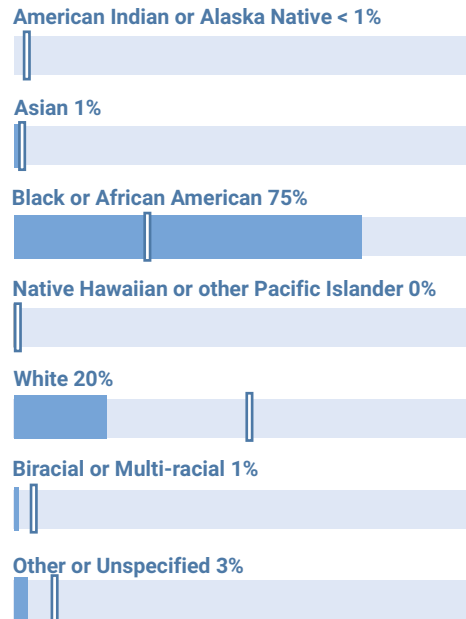 American Indian or Alaska Native < 1%
Asian 1%
Black or African American 75%
Native Hawaiian or other Pacific Islander 0%
White 20%
Biracial or Multi-racial 1%
Other or Unspecified 3%